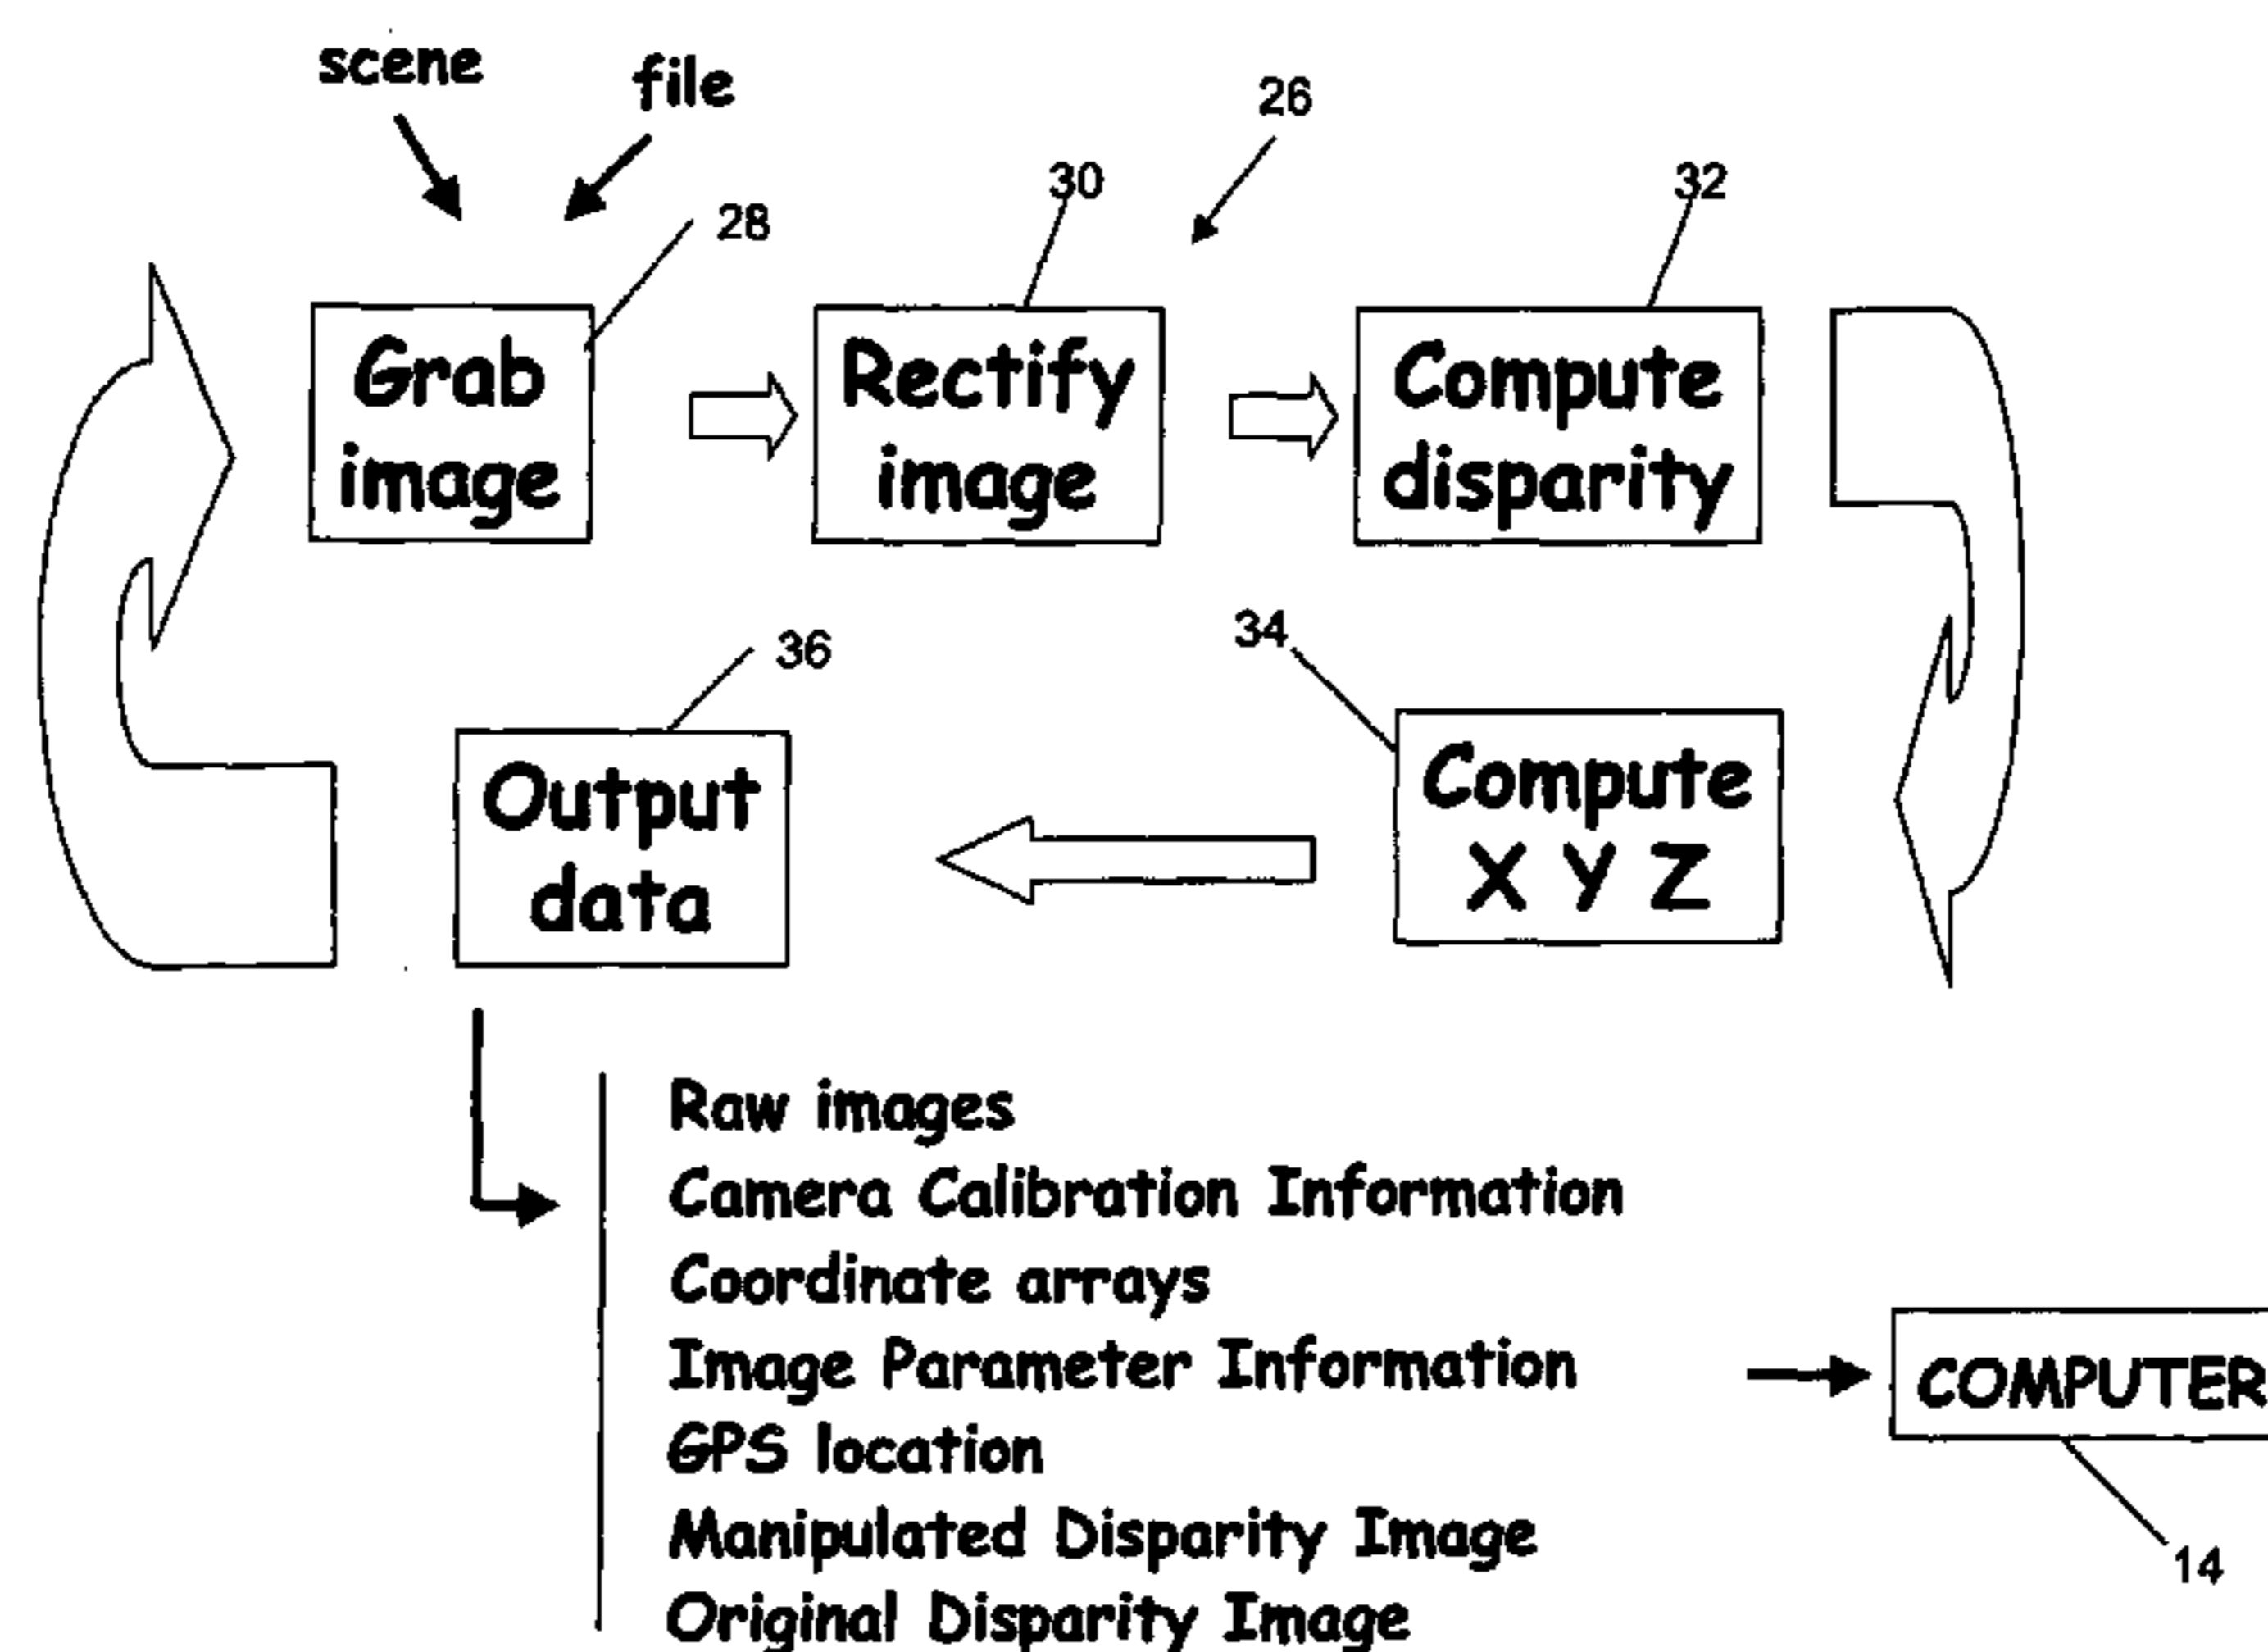 scene
file
26
28
30
32
Grab
image
Rectify
image
Compute
disparity
36
34
Output
data
Compute
X Y Z
Raw images
Camera Calibration Information
Coordinate arrays
Image Parameter Information
GPS location
Manipulated Disparity Image
Original Disparity Image
COMPUTER
14